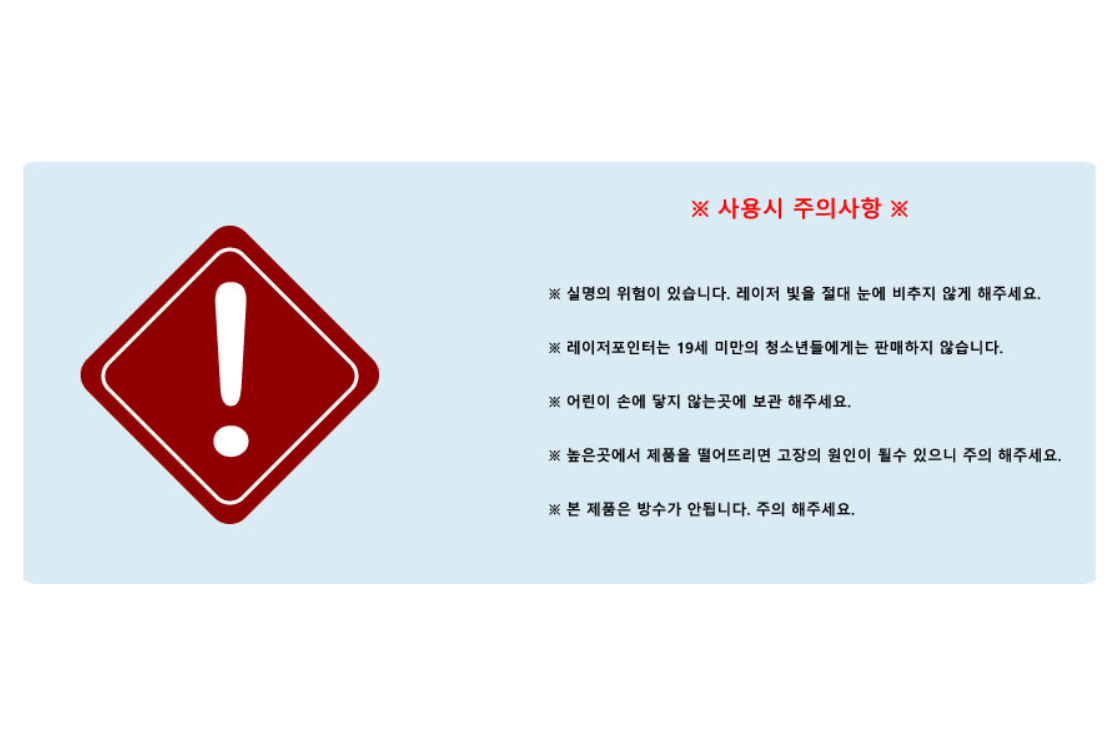 ※ 사용시 주의사항 ※
※ 실명의 위험이 있습니다. 레이저 빛을 절대 눈에 비추지 않게 해주세요.
※ 레이저포인터는 19세 미만의 청소년들에게는 판매하지 않습니다.
※ 어린이 손에 닿지 않는곳에 보관 해주세요.
※ 높은곳에서 제품을 떨어뜨리면 고장의 원인이 될수 있으니 주의 해주세요.
※ 본 제품은 방수가 안됩니다. 주의 해주세요.